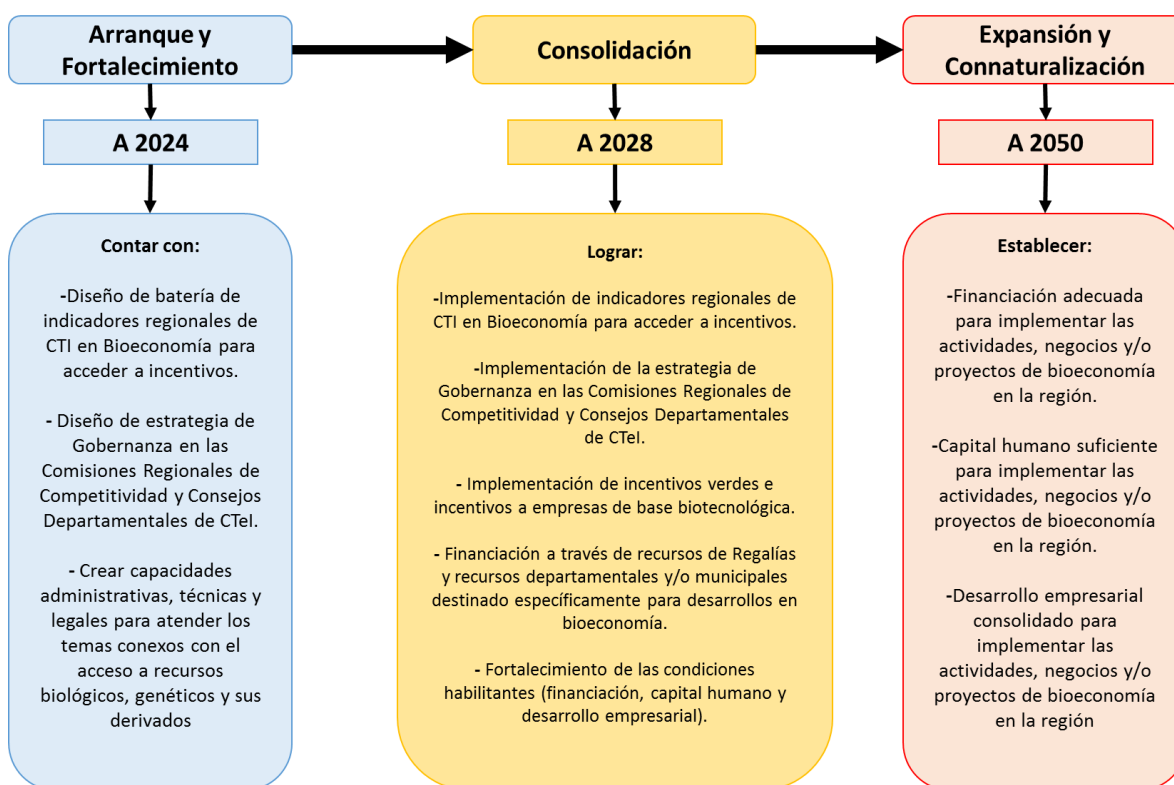 Arranque y
Fortalecimiento
Consolidación
Expansión y
Connaturalización
A 2024
A 2028
A 2050
Contar con:
-Diseño de batería de
indicadores regionales de
CTI en Bioeconomía para
acceder a incentivos.
- Diseño de estrategia de
Gobernanza en las
Comisiones Regionales de
Competitividad y Consejos
Departamentales de CTeI.
- Crear capacidades
administrativas, técnicas y
legales para atender los
temas conexos con el
acceso a recursos
biológicos, genéticos y sus
derivados
Lograr:
-Implementación de indicadores regionales de
CTI en Bioeconomía para acceder a incentivos.
-Implementación de la estrategia de
Gobernanza en las Comisiones Regionales de
Competitividad y Consejos Departamentales
de CTeI.
- Implementación de incentivos verdes e
incentivos a empresas de base biotecnológica.
- Financiación a través de recursos de Regalías
y recursos departamentales y/o municipales
destinado específicamente para desarrollos en
bioeconomía.
- Fortalecimiento de las condiciones
habilitantes (financiación, capital humano y
desarrollo empresarial).
Establecer:
-Financiación adecuada
para implementar las
actividades, negocios y/o
proyectos de bioeconomía
en la región.
-Capital humano suficiente
para implementar las
actividades, negocios y/o
proyectos de bioeconomía
en la región.
-Desarrollo empresarial
consolidado para
implementar las
actividades, negocios y/o
proyectos de bioeconomía
en la región